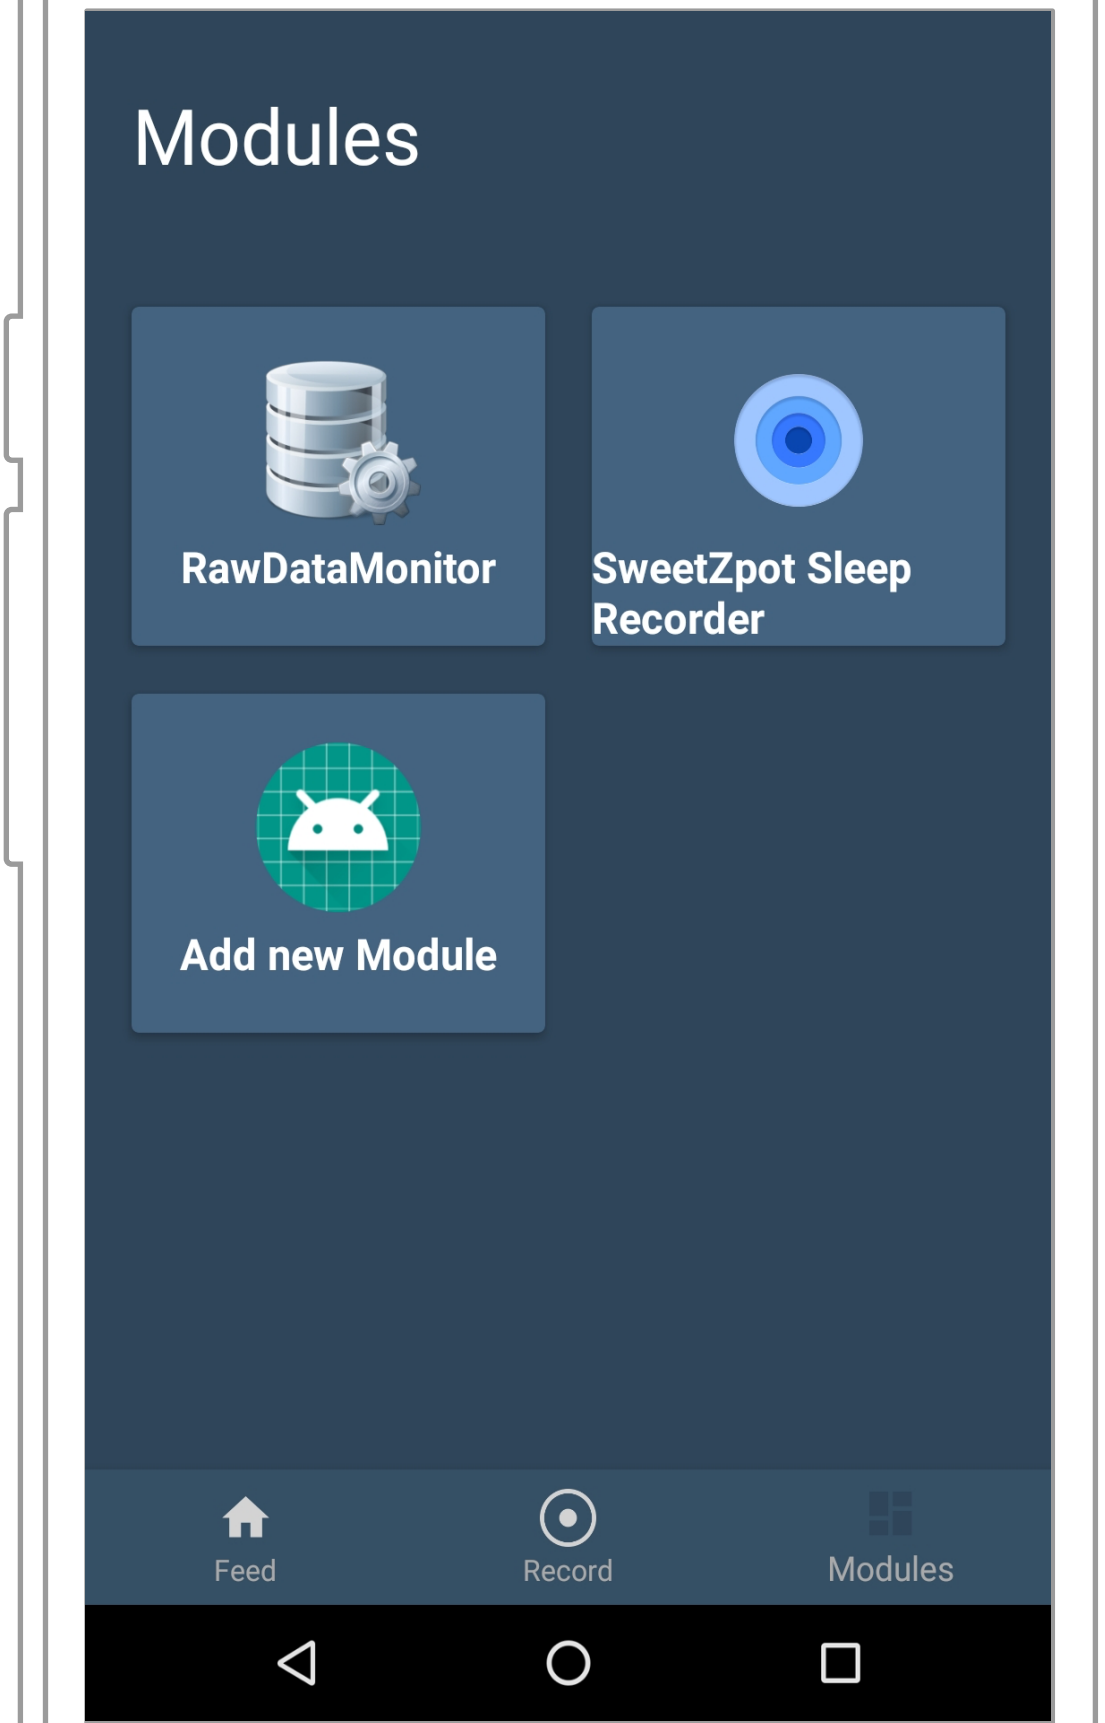 Modules
RawDataMonitor
SweetZpot Sleep
Recorder
Add new Module
Feed
Record
Modules